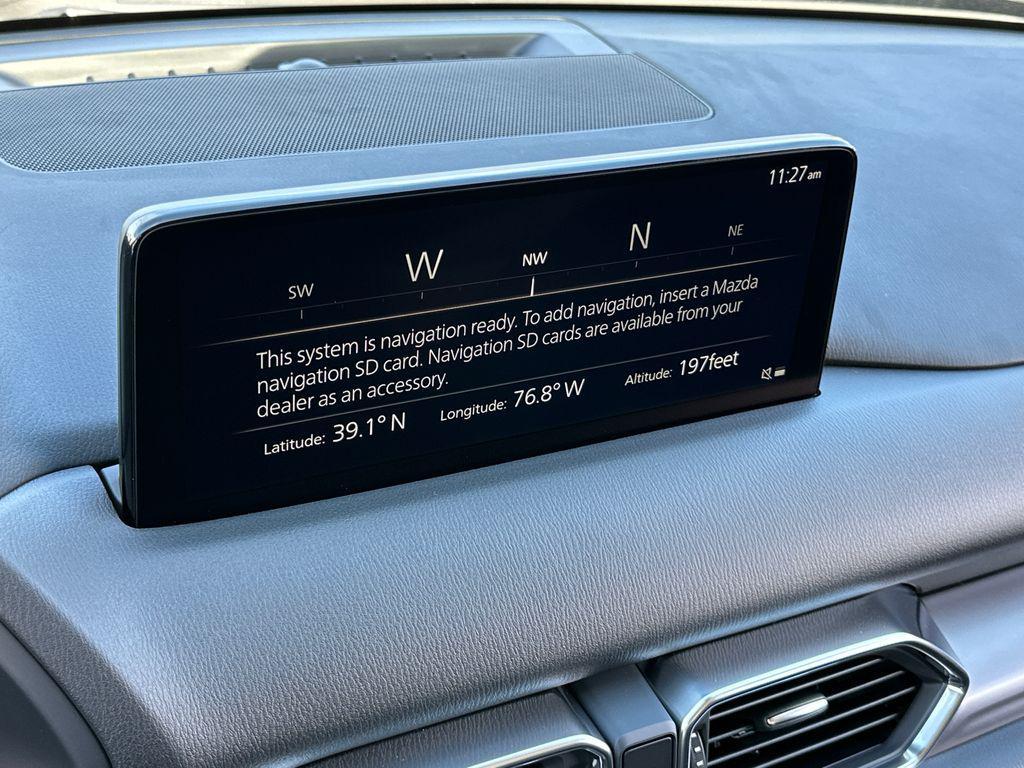 11:27am
SW W NW N NE
This system is navigation ready. To add navigation, insert a Mazda
navigation SD card. Navigation SD cards are available from your
dealer as an accessory.
Latitude: 39.1° N Longitude: 76.8° W Altitude: 197feet